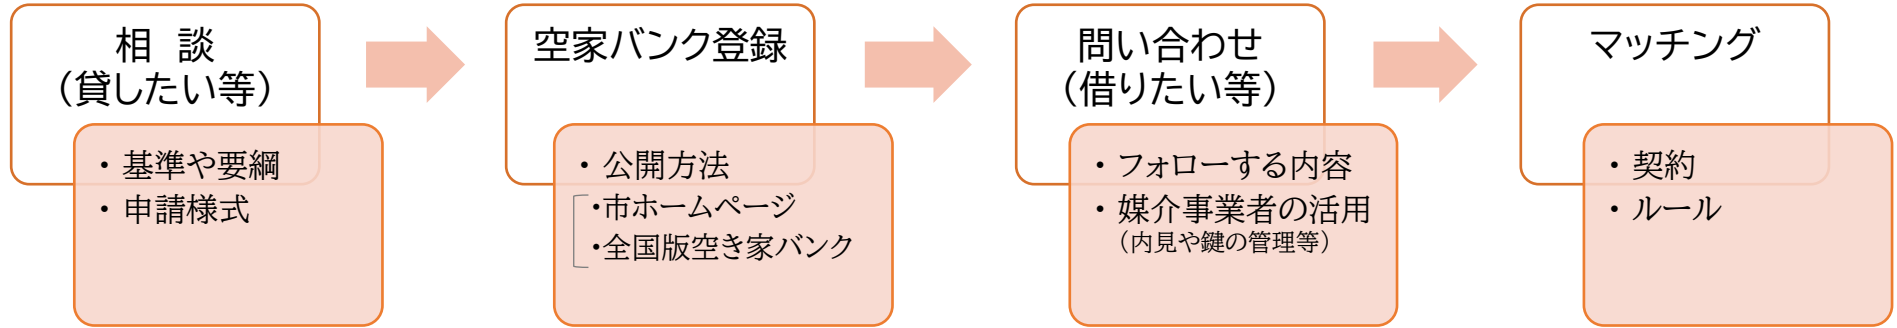 相　談
（貸したい等）
・基準や要綱
・申請様式
空家バンク登録
・公開方法
・市ホームページ
・全国版空き家バンク
問い合わせ
（借りたい等）
・フォローする内容
・媒介事業者の活用
（内見や鍵の管理等）
マッチング
・契約
・ルール